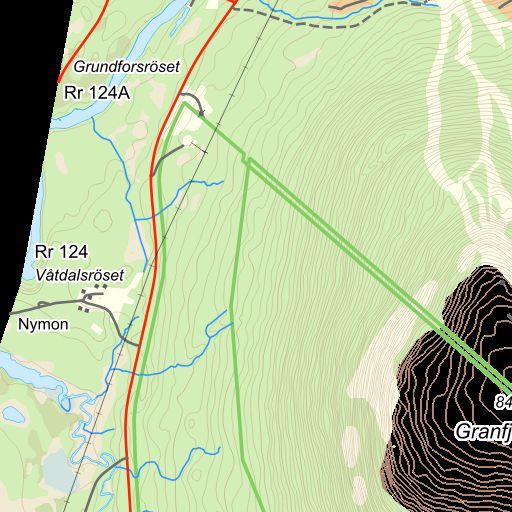 Grundforsröset
Rr 124A
Rr 124
Våtdalsröset
Nymon
84
Granfj